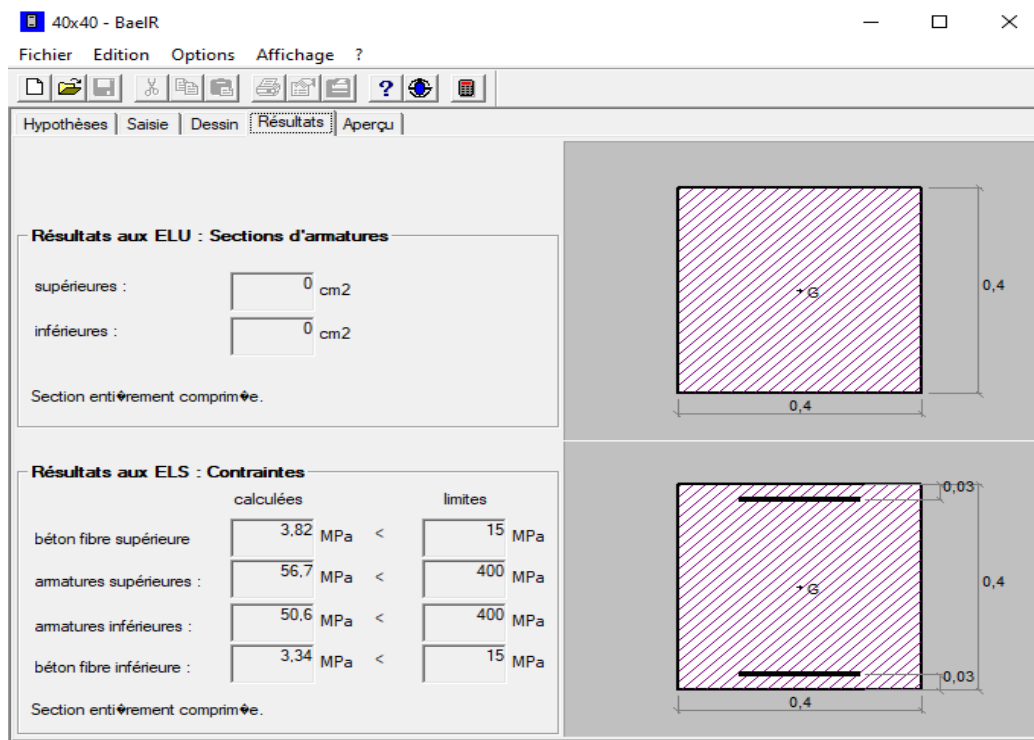 40x40 - BaelR
Fichier Edition Options Affichage ?
Hypothèses Saisie Dessin Résultats Aperçu
Résultats aux ELU : Sections d'armatures
supérieures : 0 cm2
inférieures : 0 cm2
Section enti�rement comprim�e.
G
0,4
0,4
Résultats aux ELS : Contraintes
calculées limites
béton fibre supérieure 3,82 MPa < 15 MPa
armatures supérieures : 56,7 MPa < 400 MPa
armatures inférieures : 50,6 MPa < 400 MPa
béton fibre inférieure : 3,34 MPa < 15 MPa
Section enti�rement comprim�e.
0,03
G
0,4
0,03
0,4